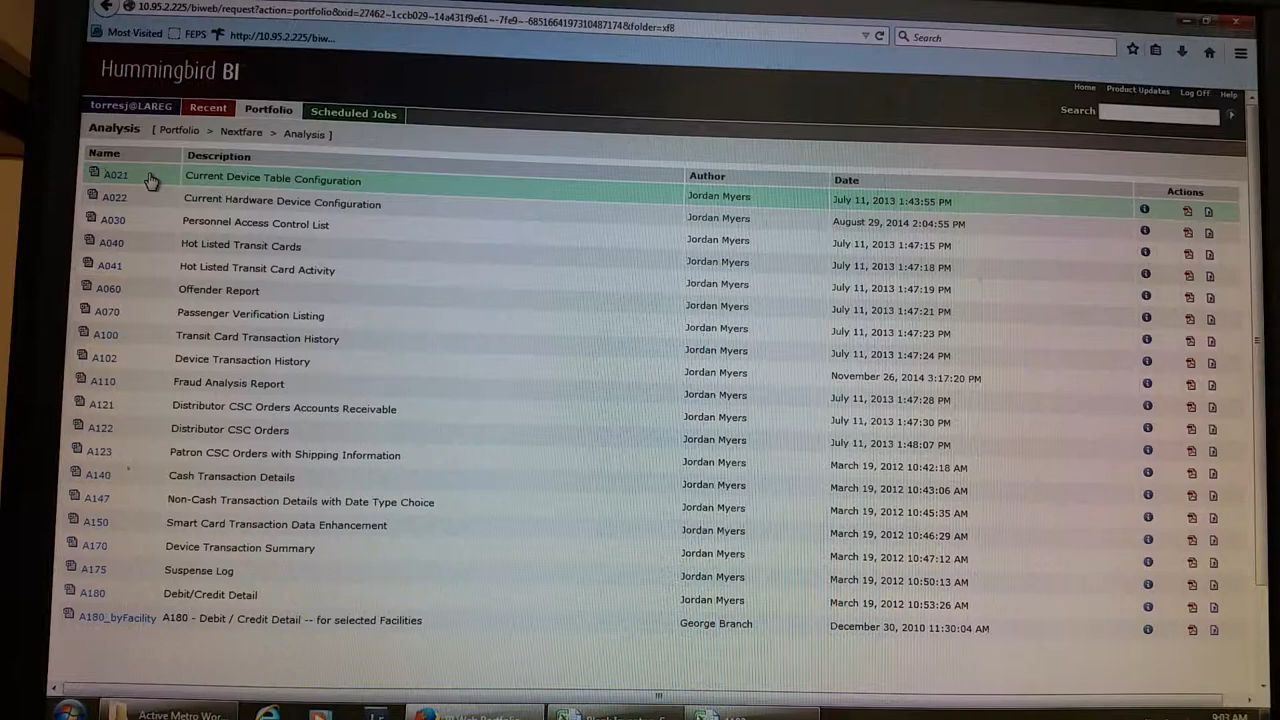 10.95.2.225/biweb/request?action=portfolio&xid=27462~1ccb029~14a431f9e61~-7fe9~-6851664197310487174&folder=xf8
Search
Most Visited FEPS http://10.95.2.225/biw...
Hummingbird BI
Home Product Updates Log Off Help
torresj@LAREG Recent Portfolio Scheduled Jobs
Search
Analysis [ Portfolio > Nextfare > Analysis ]
Name Description Author Date Actions
A021 Current Device Table Configuration Jordan Myers July 11, 2013 1:43:55 PM
A022 Current Hardware Device Configuration Jordan Myers August 29, 2014 2:04:55 PM
A030 Personnel Access Control List Jordan Myers July 11, 2013 1:47:15 PM
A040 Hot Listed Transit Cards Jordan Myers July 11, 2013 1:47:18 PM
A041 Hot Listed Transit Card Activity Jordan Myers July 11, 2013 1:47:19 PM
A060 Offender Report Jordan Myers July 11, 2013 1:47:21 PM
A070 Passenger Verification Listing Jordan Myers July 11, 2013 1:47:23 PM
A100 Transit Card Transaction History Jordan Myers July 11, 2013 1:47:24 PM
A102 Device Transaction History Jordan Myers November 26, 2014 3:17:20 PM
A110 Fraud Analysis Report Jordan Myers July 11, 2013 1:47:28 PM
A121 Distributor CSC Orders Accounts Receivable Jordan Myers July 11, 2013 1:47:30 PM
A122 Distributor CSC Orders Jordan Myers July 11, 2013 1:48:07 PM
A123 Patron CSC Orders with Shipping Information Jordan Myers March 19, 2012 10:42:18 AM
A140 Cash Transaction Details Jordan Myers March 19, 2012 10:43:06 AM
A147 Non-Cash Transaction Details with Date Type Choice Jordan Myers March 19, 2012 10:45:35 AM
A150 Smart Card Transaction Data Enhancement Jordan Myers March 19, 2012 10:46:29 AM
A170 Device Transaction Summary Jordan Myers March 19, 2012 10:47:12 AM
A175 Suspense Log Jordan Myers March 19, 2012 10:50:13 AM
A180 Debit/Credit Detail Jordan Myers March 19, 2012 10:53:26 AM
A180_byFacility A180 - Debit / Credit Detail -- for selected Facilities George Branch December 30, 2010 11:30:04 AM
Active Metro Wor...
9:03 AM